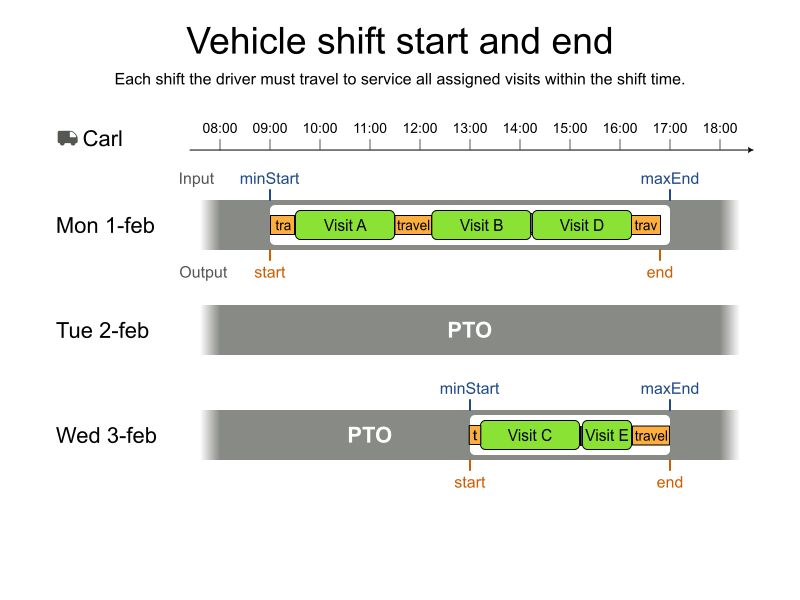 Vehicle shift start and end
Each shift the driver must travel to service all assigned visits within the shift time.
Carl
08:00 09:00 10:00 11:00 12:00 13:00 14:00 15:00 16:00 17:00 18:00
Input minStart maxEnd
Mon 1-feb tra Visit A travel Visit B Visit D trav
Output start end
Tue 2-feb PTO
minStart maxEnd
Wed 3-feb PTO t Visit C Visit E travel
start end